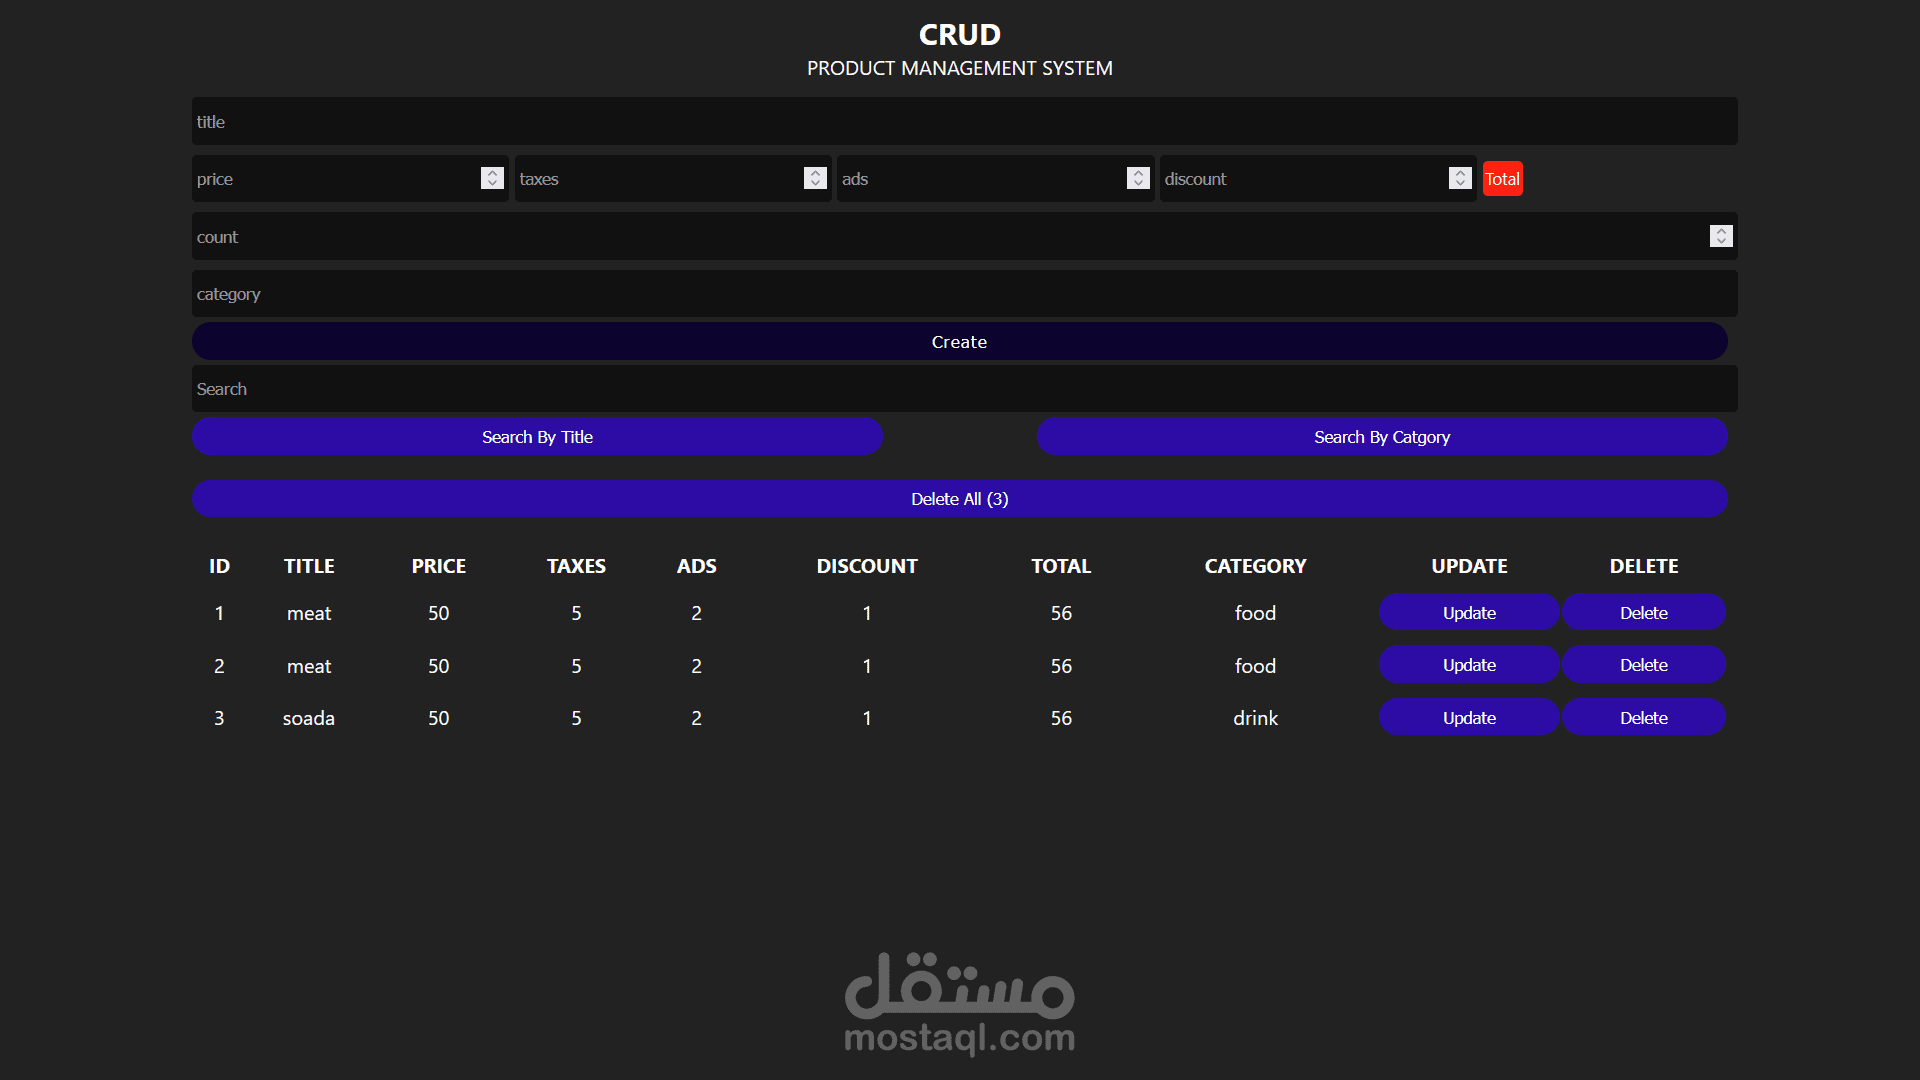 CRUD
PRODUCT MANAGEMENT SYSTEM
title
price taxes ads discount Total
count
category
Create
Search
Search By Title Search By Catgory
Delete All (3)
ID TITLE PRICE TAXES ADS DISCOUNT TOTAL CATEGORY UPDATE DELETE
1 meat 50 5 2 1 56 food Update Delete
2 meat 50 5 2 1 56 food Update Delete
3 soada 50 5 2 1 56 drink Update Delete
مستقل
mostaql.com